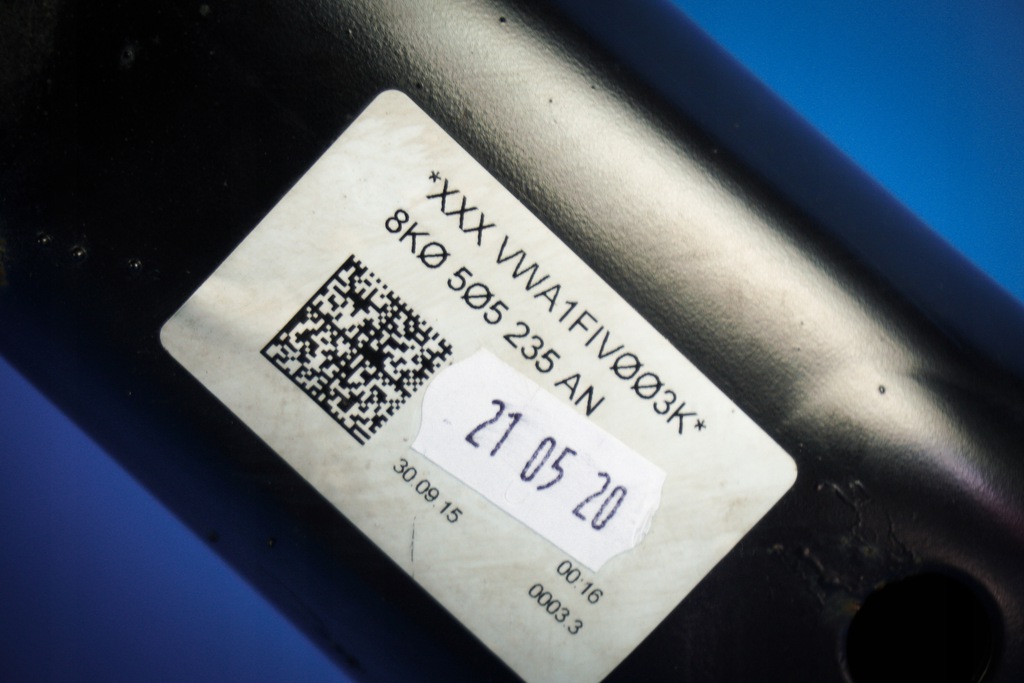 *XXX VWA1FIVØØ3K*
8KØ 5Ø5 235 AN
21 05 20
30.09.15
00:16
0003.3